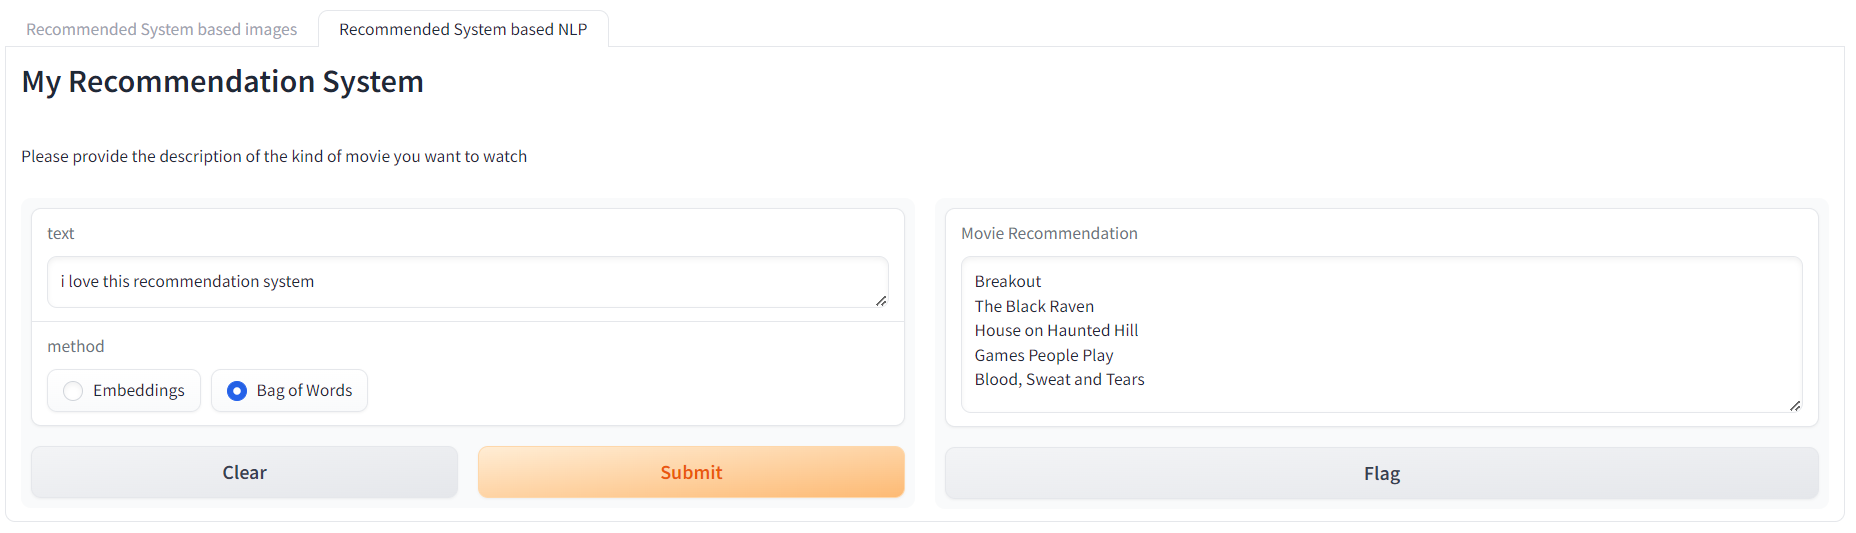 Recommended System based images
Recommended System based NLP
My Recommendation System
Please provide the description of the kind of movie you want to watch
text
i love this recommendation system
method
Embeddings
Bag of Words
Clear
Submit
Movie Recommendation
Breakout
The Black Raven
House on Haunted Hill
Games People Play
Blood, Sweat and Tears
Flag